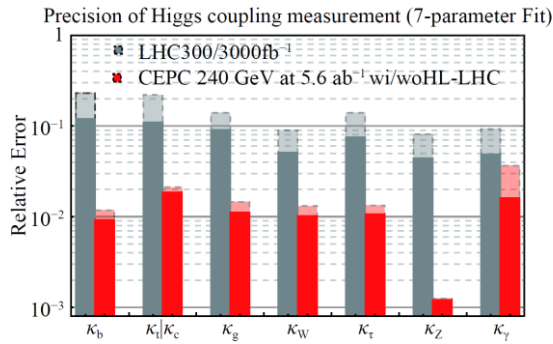 Precision of Higgs coupling measurement (7-parameter Fit)
1
LHC300/3000fb⁻¹
CEPC 240 GeV at 5.6 ab⁻¹ wi/woHL-LHC
10⁻¹
Relative Error
10⁻²
10⁻³
κb κt|κc κg κW κτ κZ κγ